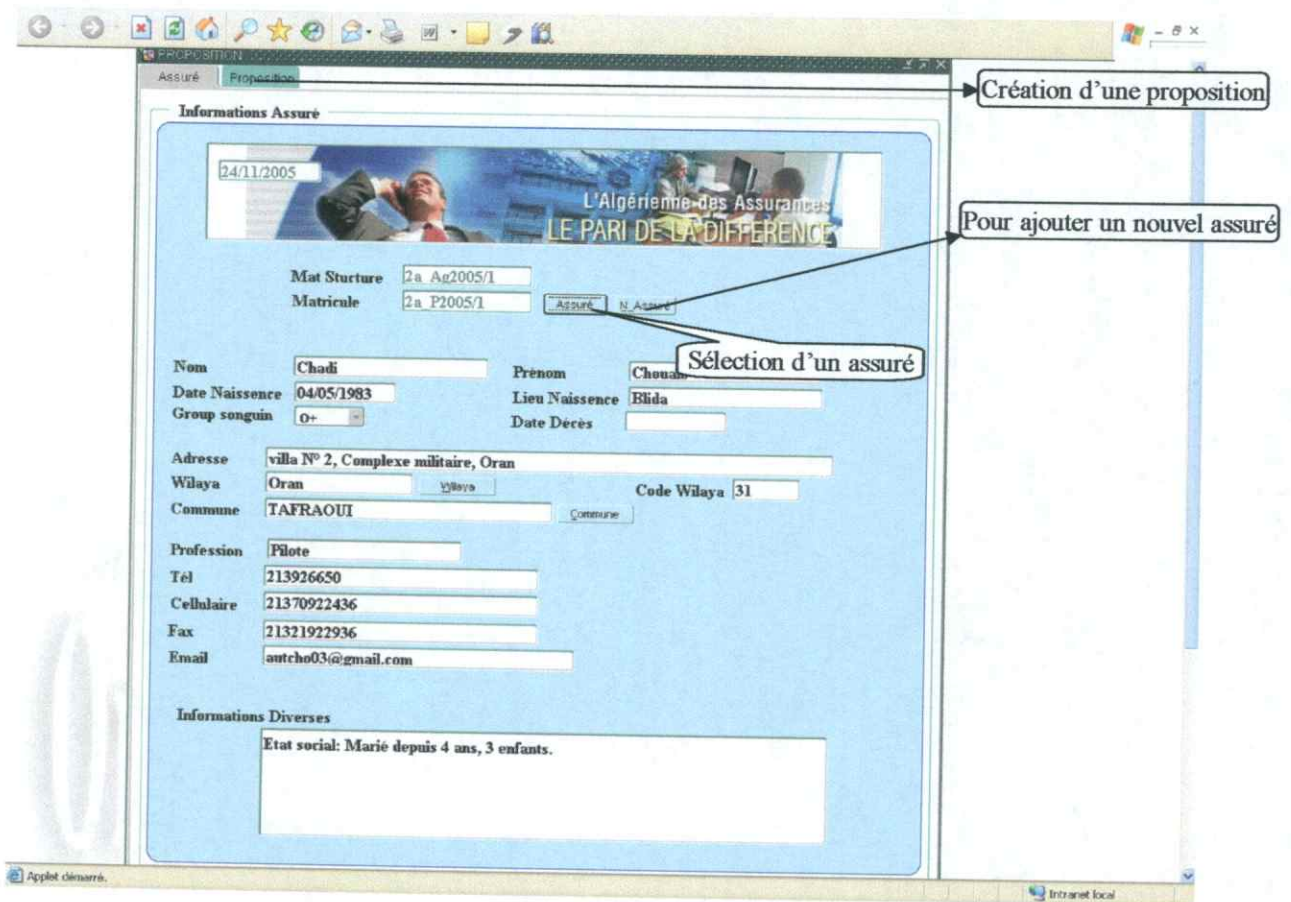 PROPOSITION
Assuré Proposition
Création d'une proposition
Informations Assuré
24/11/2005
L'Algérienne des Assurances
LE PARI DE LA DIFFERENCE
Pour ajouter un nouvel assuré
Mat Sturture 2a_Ag2005/1
Matricule 2a_P2005/1 Assuré N_Assuré
Sélection d'un assuré
Nom Chadi Prénom
Date Naissence 04/05/1983 Lieu Naissence Blida
Group songuin O+ Date Décès
Adresse villa N° 2, Complexe militaire, Oran
Wilaya Oran Wilaya Code Wilaya 31
Commune TAFRAOUI Commune
Profession Pilote
Tél 213926650
Cellulaire 21370922436
Fax 21321922936
Email autcho03@gmail.com
Informations Diverses
Etat social: Marié depuis 4 ans, 3 enfants.
Applet démarré. Intranet local